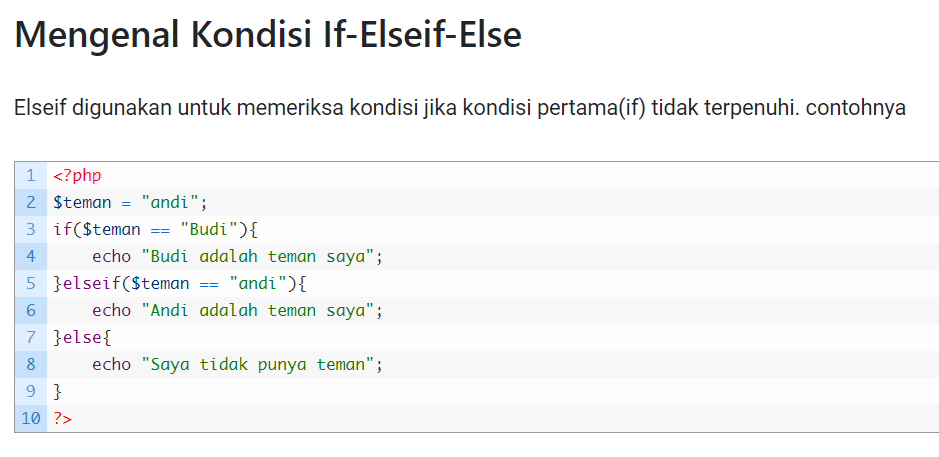 Mengenal Kondisi If-Elseif-Else
Elseif digunakan untuk memeriksa kondisi jika kondisi pertama(if) tidak terpenuhi. contohnya
1 <?php
2 $teman = "andi";
3 if($teman == "Budi"){
4     echo "Budi adalah teman saya";
5 }elseif($teman == "andi"){
6     echo "Andi adalah teman saya";
7 }else{
8     echo "Saya tidak punya teman";
9 }
10 ?>